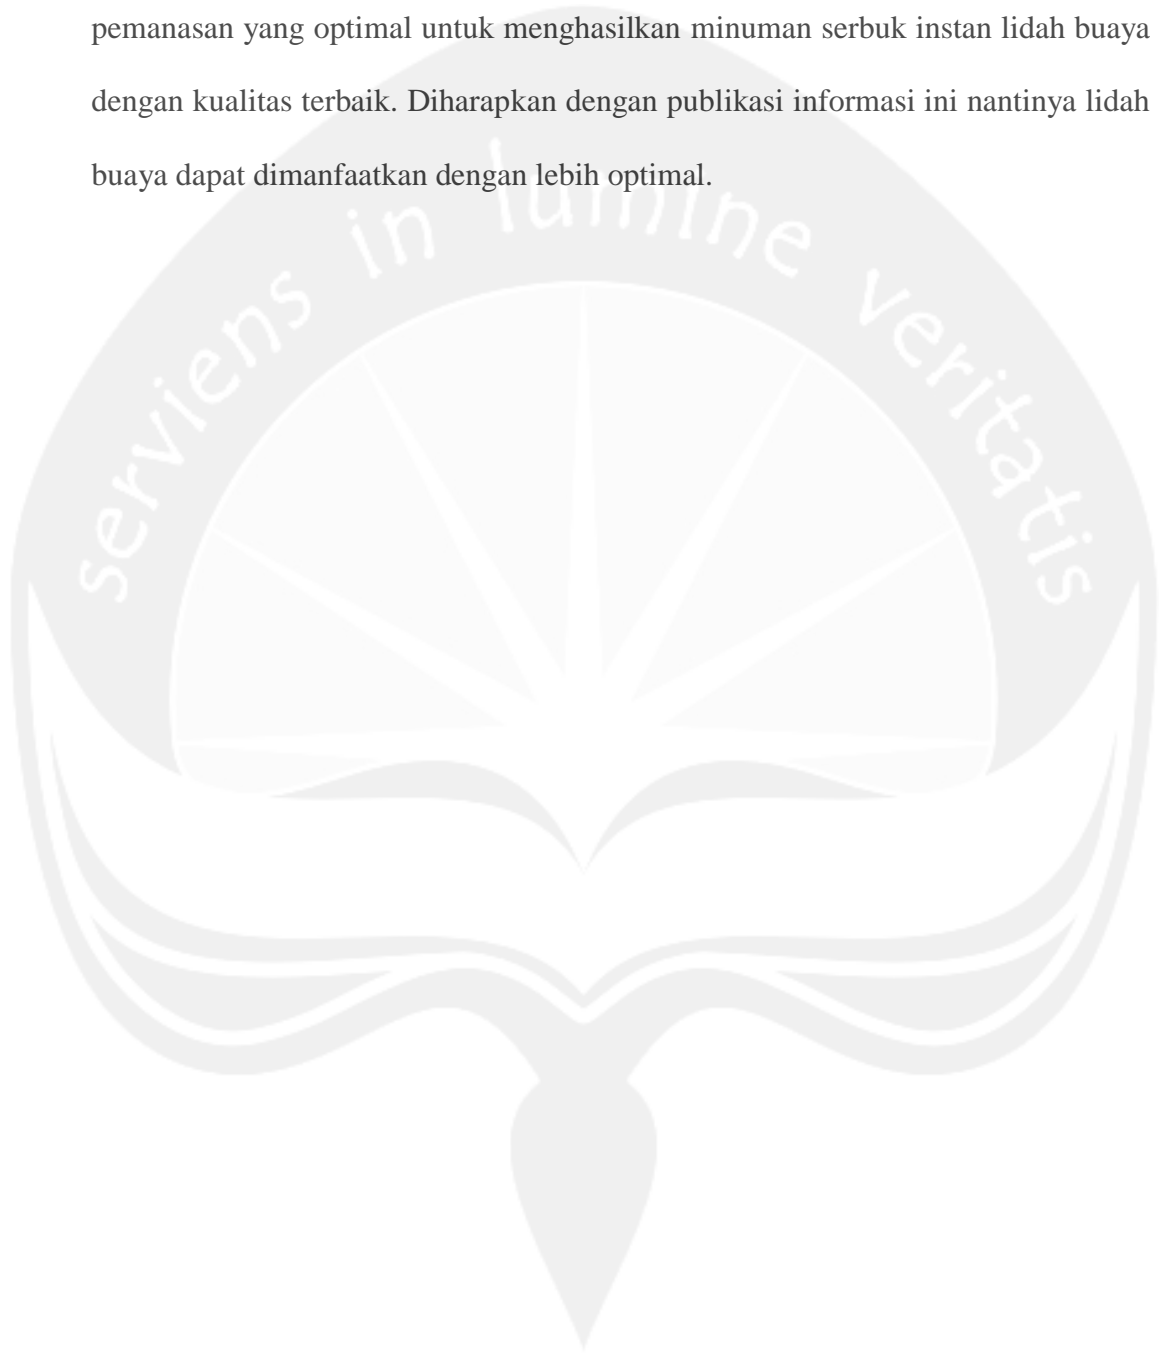 pemanasan yang optimal untuk menghasilkan minuman serbuk instan lidah buaya
dengan kualitas terbaik. Diharapkan dengan publikasi informasi ini nantinya lidah
buaya dapat dimanfaatkan dengan lebih optimal.
serviens in lumine veritatis